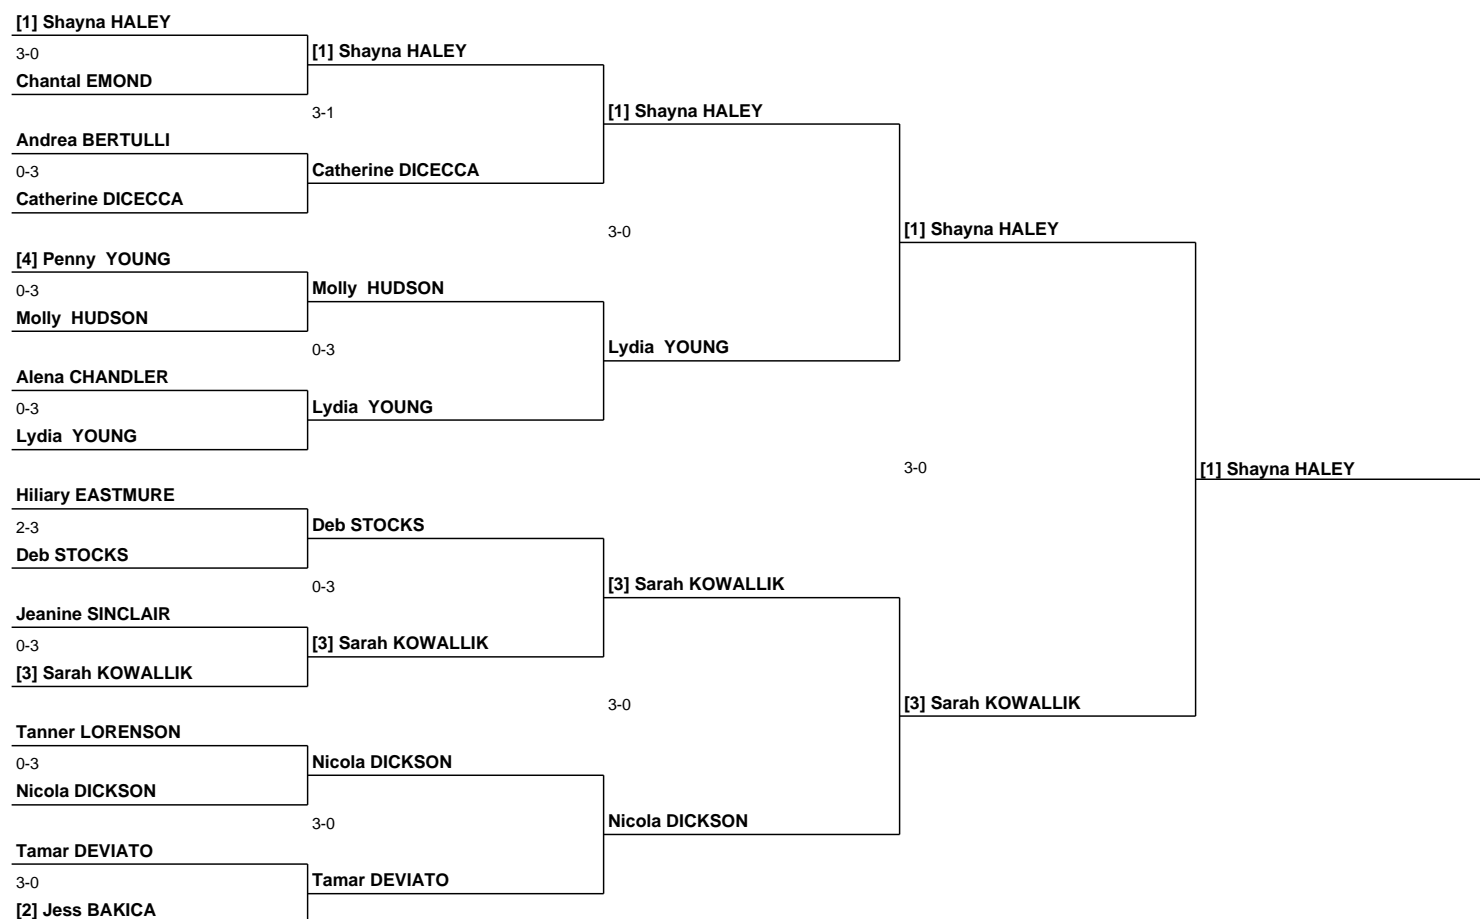 [1] Shayna HALEY
3-0
Chantal EMOND
Andrea BERTULLI
0-3
Catherine DICECCA
[4] Penny  YOUNG
0-3
Molly  HUDSON
Alena CHANDLER
0-3
Lydia  YOUNG
Hiliary EASTMURE
2-3
Deb STOCKS
Jeanine SINCLAIR
0-3
[3] Sarah KOWALLIK
Tanner LORENSON
0-3
Nicola DICKSON
Tamar DEVIATO
3-0
[2] Jess BAKICA
[1] Shayna HALEY
3-1
Catherine DICECCA
Molly  HUDSON
0-3
Lydia  YOUNG
Deb STOCKS
0-3
[3] Sarah KOWALLIK
Nicola DICKSON
3-0
Tamar DEVIATO
[1] Shayna HALEY
3-0
Lydia  YOUNG
[3] Sarah KOWALLIK
3-0
Nicola DICKSON
[1] Shayna HALEY
3-0
[3] Sarah KOWALLIK
[1] Shayna HALEY